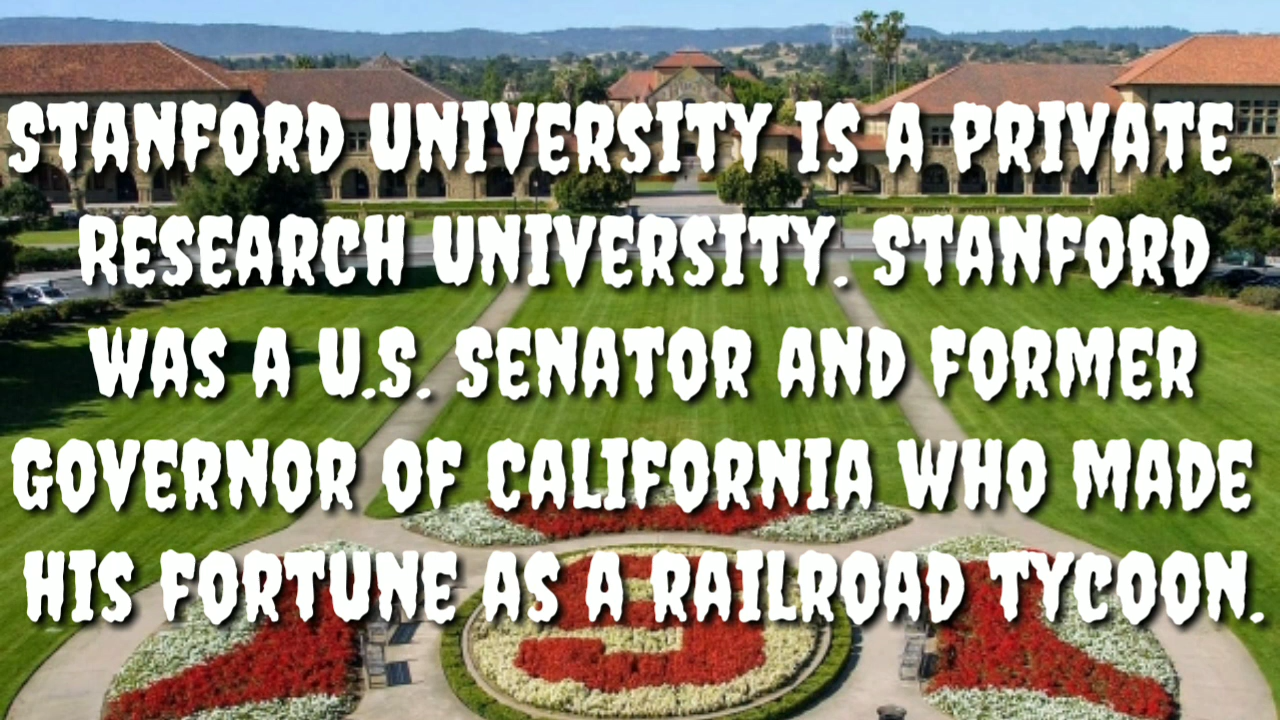 STANFORD UNIVERSITY IS A PRIVATE
RESEARCH UNIVERSITY. STANFORD
WAS A U.S. SENATOR AND FORMER
GOVERNOR OF CALIFORNIA WHO MADE
HIS FORTUNE AS A RAILROAD TYCOON.